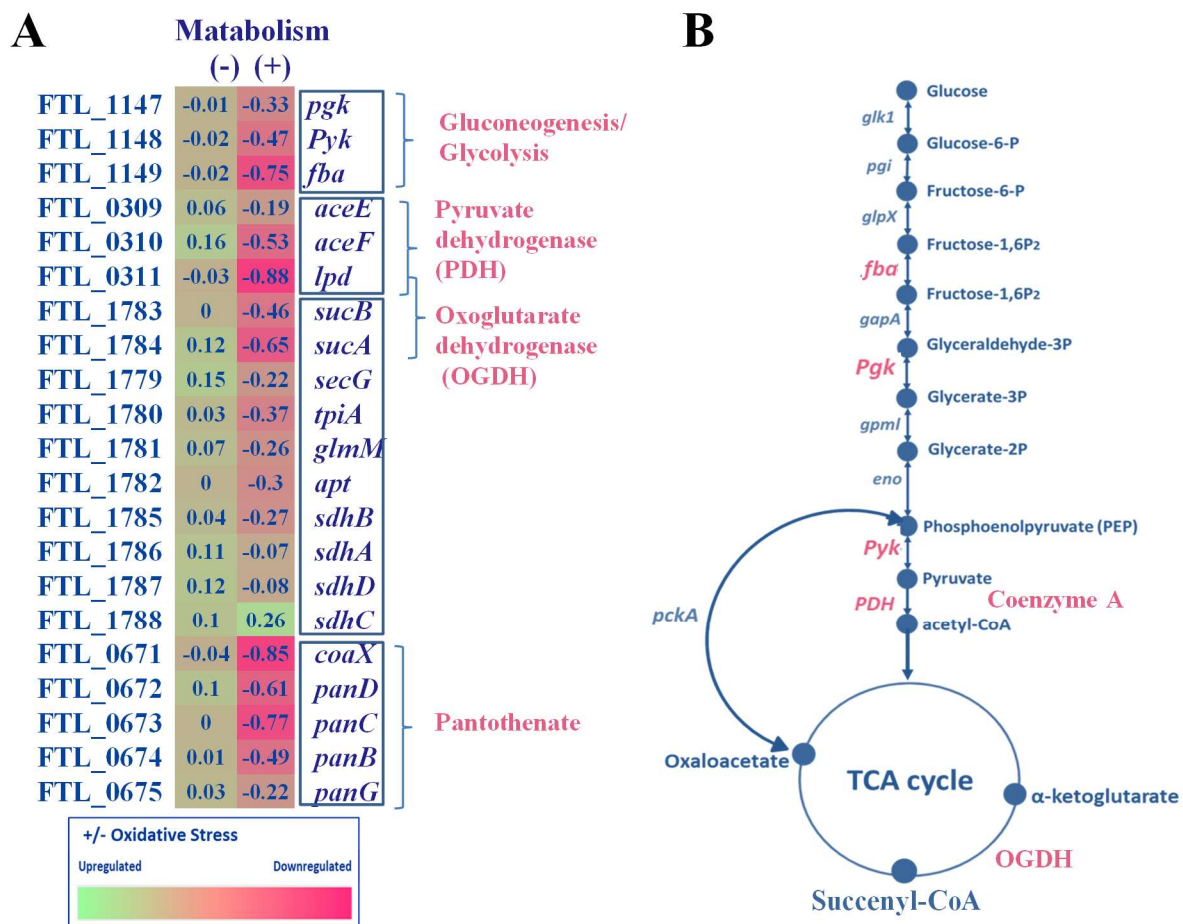 A
Matabolism
(-) (+)
FTL_1147 -0.01 -0.33 pgk
FTL_1148 -0.02 -0.47 Pyk
FTL_1149 -0.02 -0.75 fba
Gluconeogenesis/
Glycolysis
FTL_0309 0.06 -0.19 aceE
FTL_0310 0.16 -0.53 aceF
FTL_0311 -0.03 -0.88 lpd
Pyruvate
dehydrogenase
(PDH)
FTL_1783 0 -0.46 sucB
FTL_1784 0.12 -0.65 sucA
FTL_1779 0.15 -0.22 secG
Oxoglutarate
dehydrogenase
(OGDH)
FTL_1780 0.03 -0.37 tpiA
FTL_1781 0.07 -0.26 glmM
FTL_1782 0 -0.3 apt
FTL_1785 0.04 -0.27 sdhB
FTL_1786 0.11 -0.07 sdhA
FTL_1787 0.12 -0.08 sdhD
FTL_1788 0.1 0.26 sdhC
FTL_0671 -0.04 -0.85 coaX
FTL_0672 0.1 -0.61 panD
FTL_0673 0 -0.77 panC
FTL_0674 0.01 -0.49 panB
FTL_0675 0.03 -0.22 panG
Pantothenate
+/- Oxidative Stress
Upregulated Downregulated
B
Glucose
glk1
Glucose-6-P
pgi
Fructose-6-P
glpX
Fructose-1,6P2
fba
Fructose-1,6P2
gapA
Glyceraldehyde-3P
Pgk
Glycerate-3P
gpml
Glycerate-2P
eno
Phosphoenolpyruvate (PEP)
Pyk
Pyruvate
PDH
Coenzyme A
acetyl-CoA
pckA
Oxaloacetate
TCA cycle
α-ketoglutarate
OGDH
Succenyl-CoA